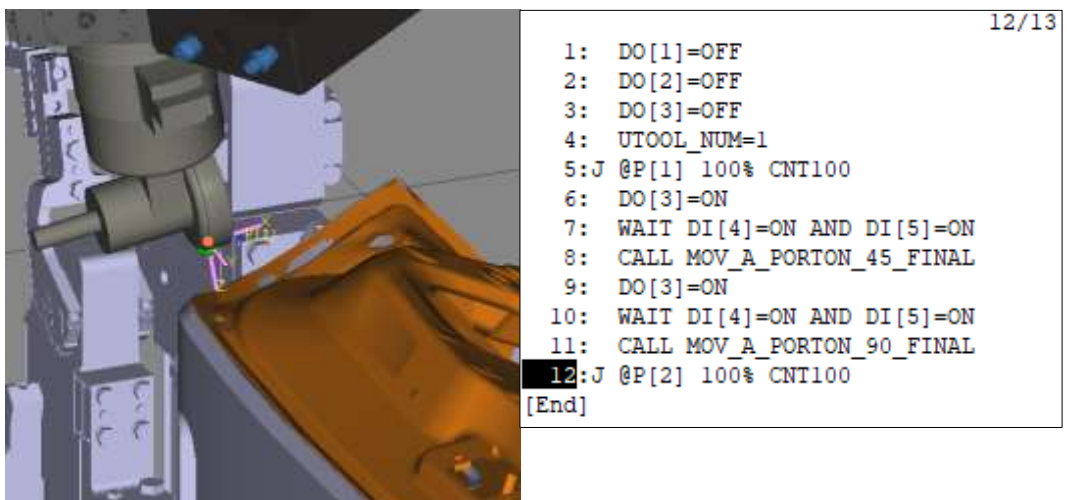 12/13
1: DO[1]=OFF
2: DO[2]=OFF
3: DO[3]=OFF
4: UTOOL_NUM=1
5:J @P[1] 100% CNT100
6: DO[3]=ON
7: WAIT DI[4]=ON AND DI[5]=ON
8: CALL MOV_A_PORTON_45_FINAL
9: DO[3]=ON
10: WAIT DI[4]=ON AND DI[5]=ON
11: CALL MOV_A_PORTON_90_FINAL
12:J @P[2] 100% CNT100
[End]